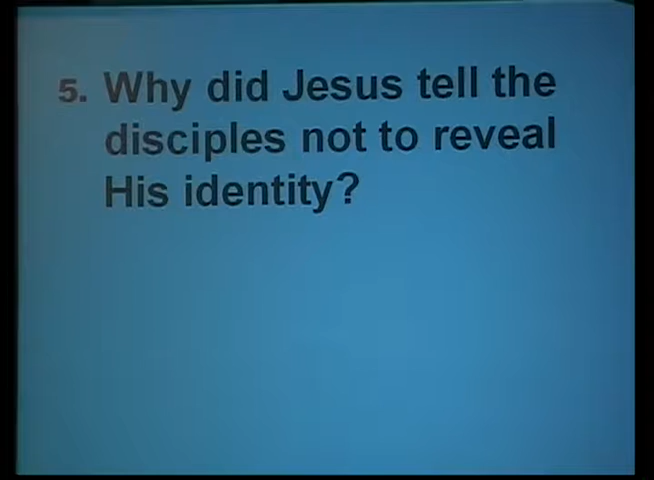 5. Why did Jesus tell the
disciples not to reveal
His identity?